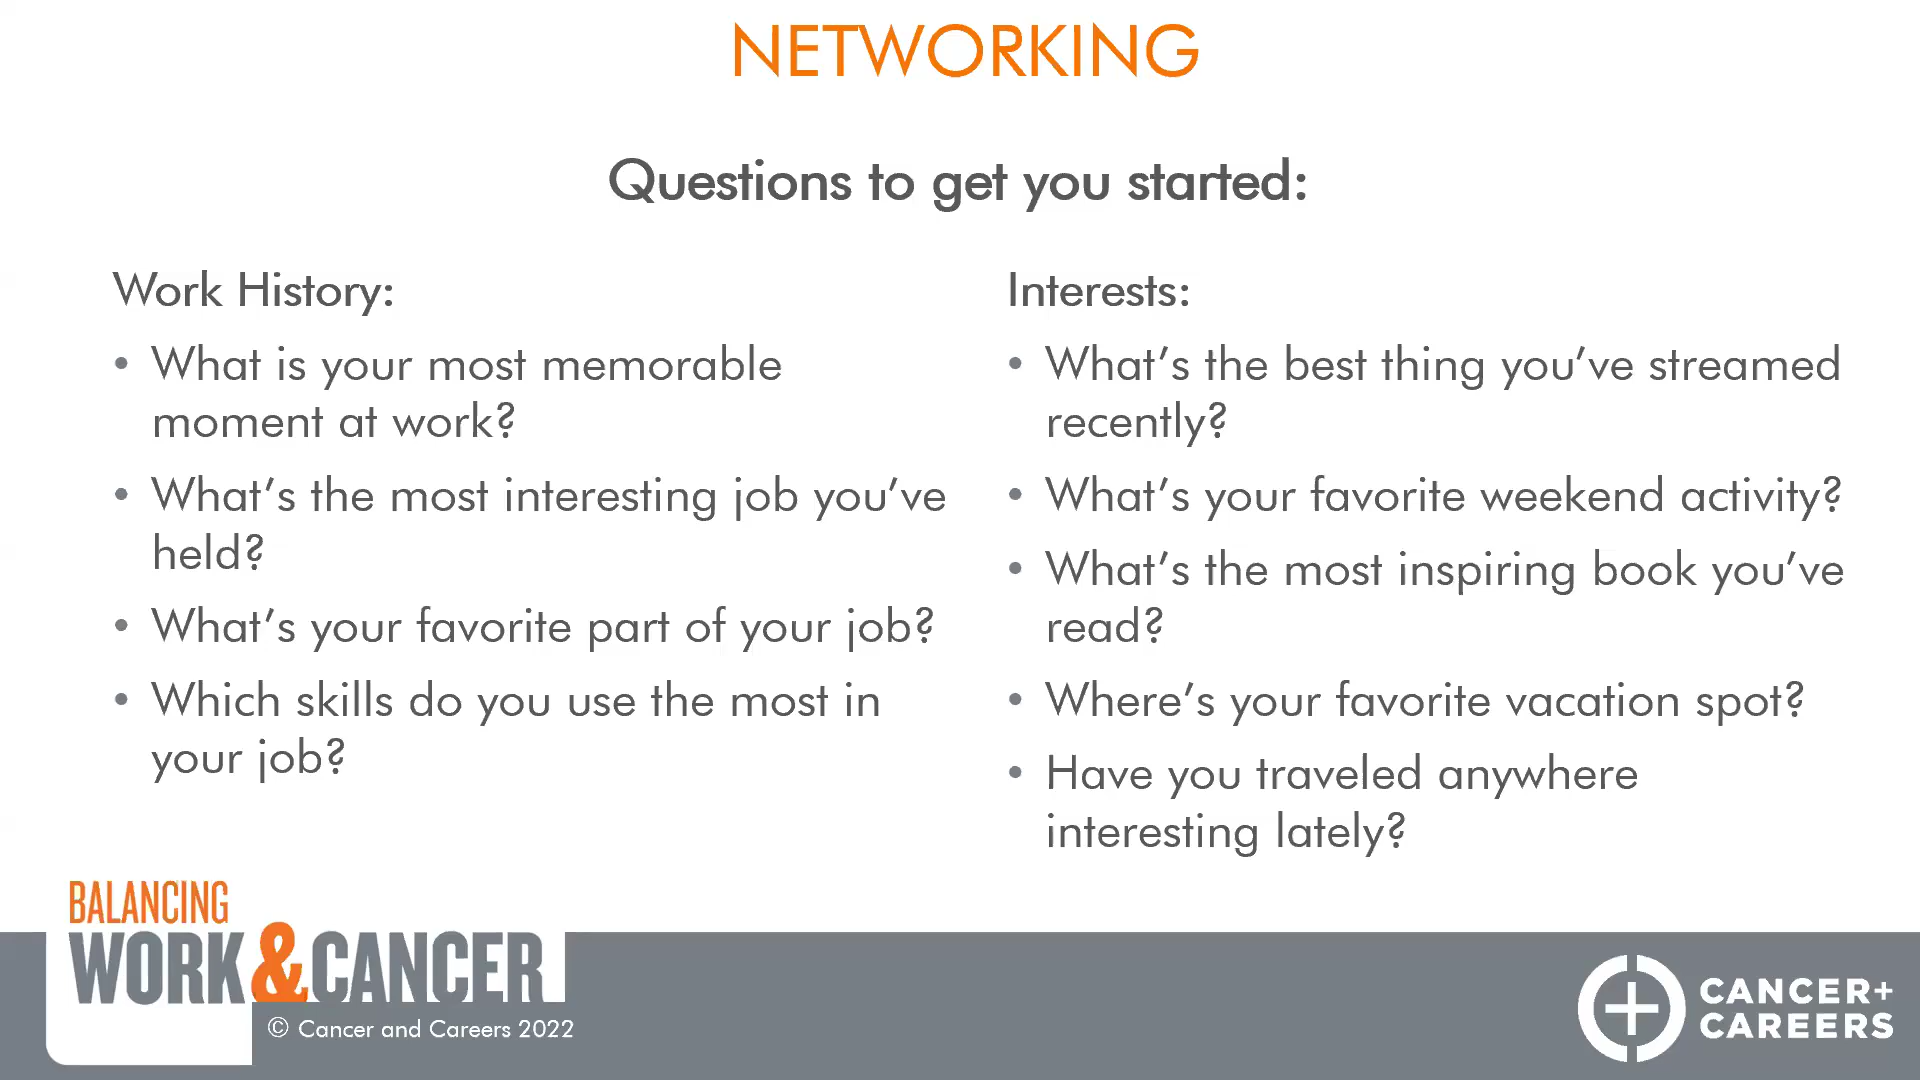 NETWORKING
Questions to get you started:
Work History:
• What is your most memorable
moment at work?
• What's the most interesting job you've
held?
• What's your favorite part of your job?
• Which skills do you use the most in
your job?
Interests:
• What's the best thing you've streamed
recently?
• What's your favorite weekend activity?
• What's the most inspiring book you've
read?
• Where's your favorite vacation spot?
• Have you traveled anywhere
interesting lately?
BALANCING
WORK & CANCER
© Cancer and Careers 2022
CANCER+
CAREERS